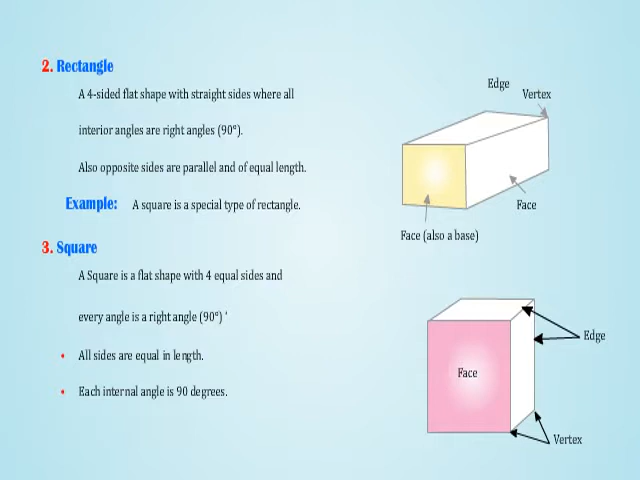 2. Rectangle
A 4-sided flat shape with straight sides where all
interior angles are right angles (90°).
Also opposite sides are parallel and of equal length.
Example: A square is a special type of rectangle.
3. Square
A Square is a flat shape with 4 equal sides and
every angle is a right angle (90°) '
• All sides are equal in length.
• Each internal angle is 90 degrees.
Edge
Vertex
Face
Face (also a base)
Edge
Face
Vertex